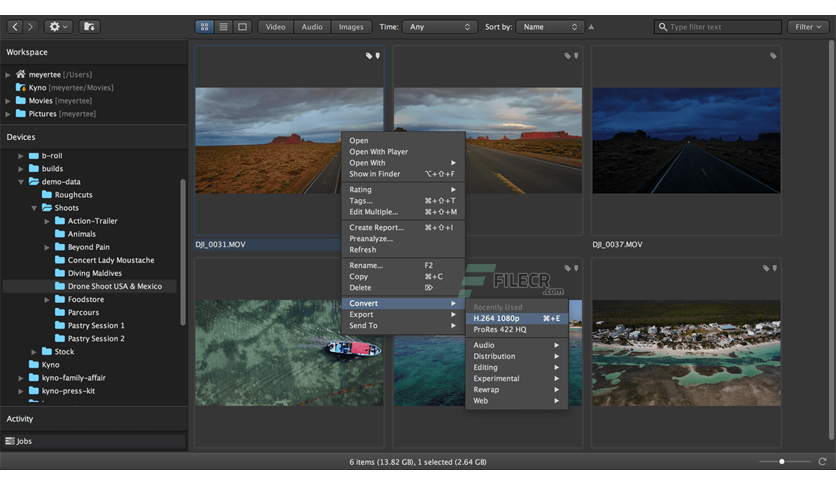 Video Audio Images Time: Any Sort by: Name Type filter text Filter
Workspace
meyertee [/Users]
Kyno [meyertee/Movies]
Movies [meyertee]
Pictures [meyertee]
Devices
b-roll
builds
demo-data
Roughcuts
Shoots
Action-Trailer
Animals
Beyond Pain
Concert Lady Moustache
Diving Maldives
Drone Shoot USA & Mexico
Foodstore
Parcours
Pastry Session 1
Pastry Session 2
Stock
Kyno
kyno-family-affair
kyno-press-kit
Activity
Jobs
DJI_0031.MOV
DJI_0037.MOV
Open
Open With Player
Open With
Show in Finder ⌥+⇧+F
Rating
Tags... ⌘+⇧+T
Edit Multiple... ⌘+⇧+M
Create Report... ⌘+⇧+I
Preanalyze...
Refresh
Rename... F2
Copy ⌘+C
Delete ⌦
Convert
Export
Send To
FILECR
.com
Recently Used
H.264 1080p ⌘+E
ProRes 422 HQ
Audio
Distribution
Editing
Experimental
Rewrap
Web
6 items (13.82 GB), 1 selected (2.64 GB)